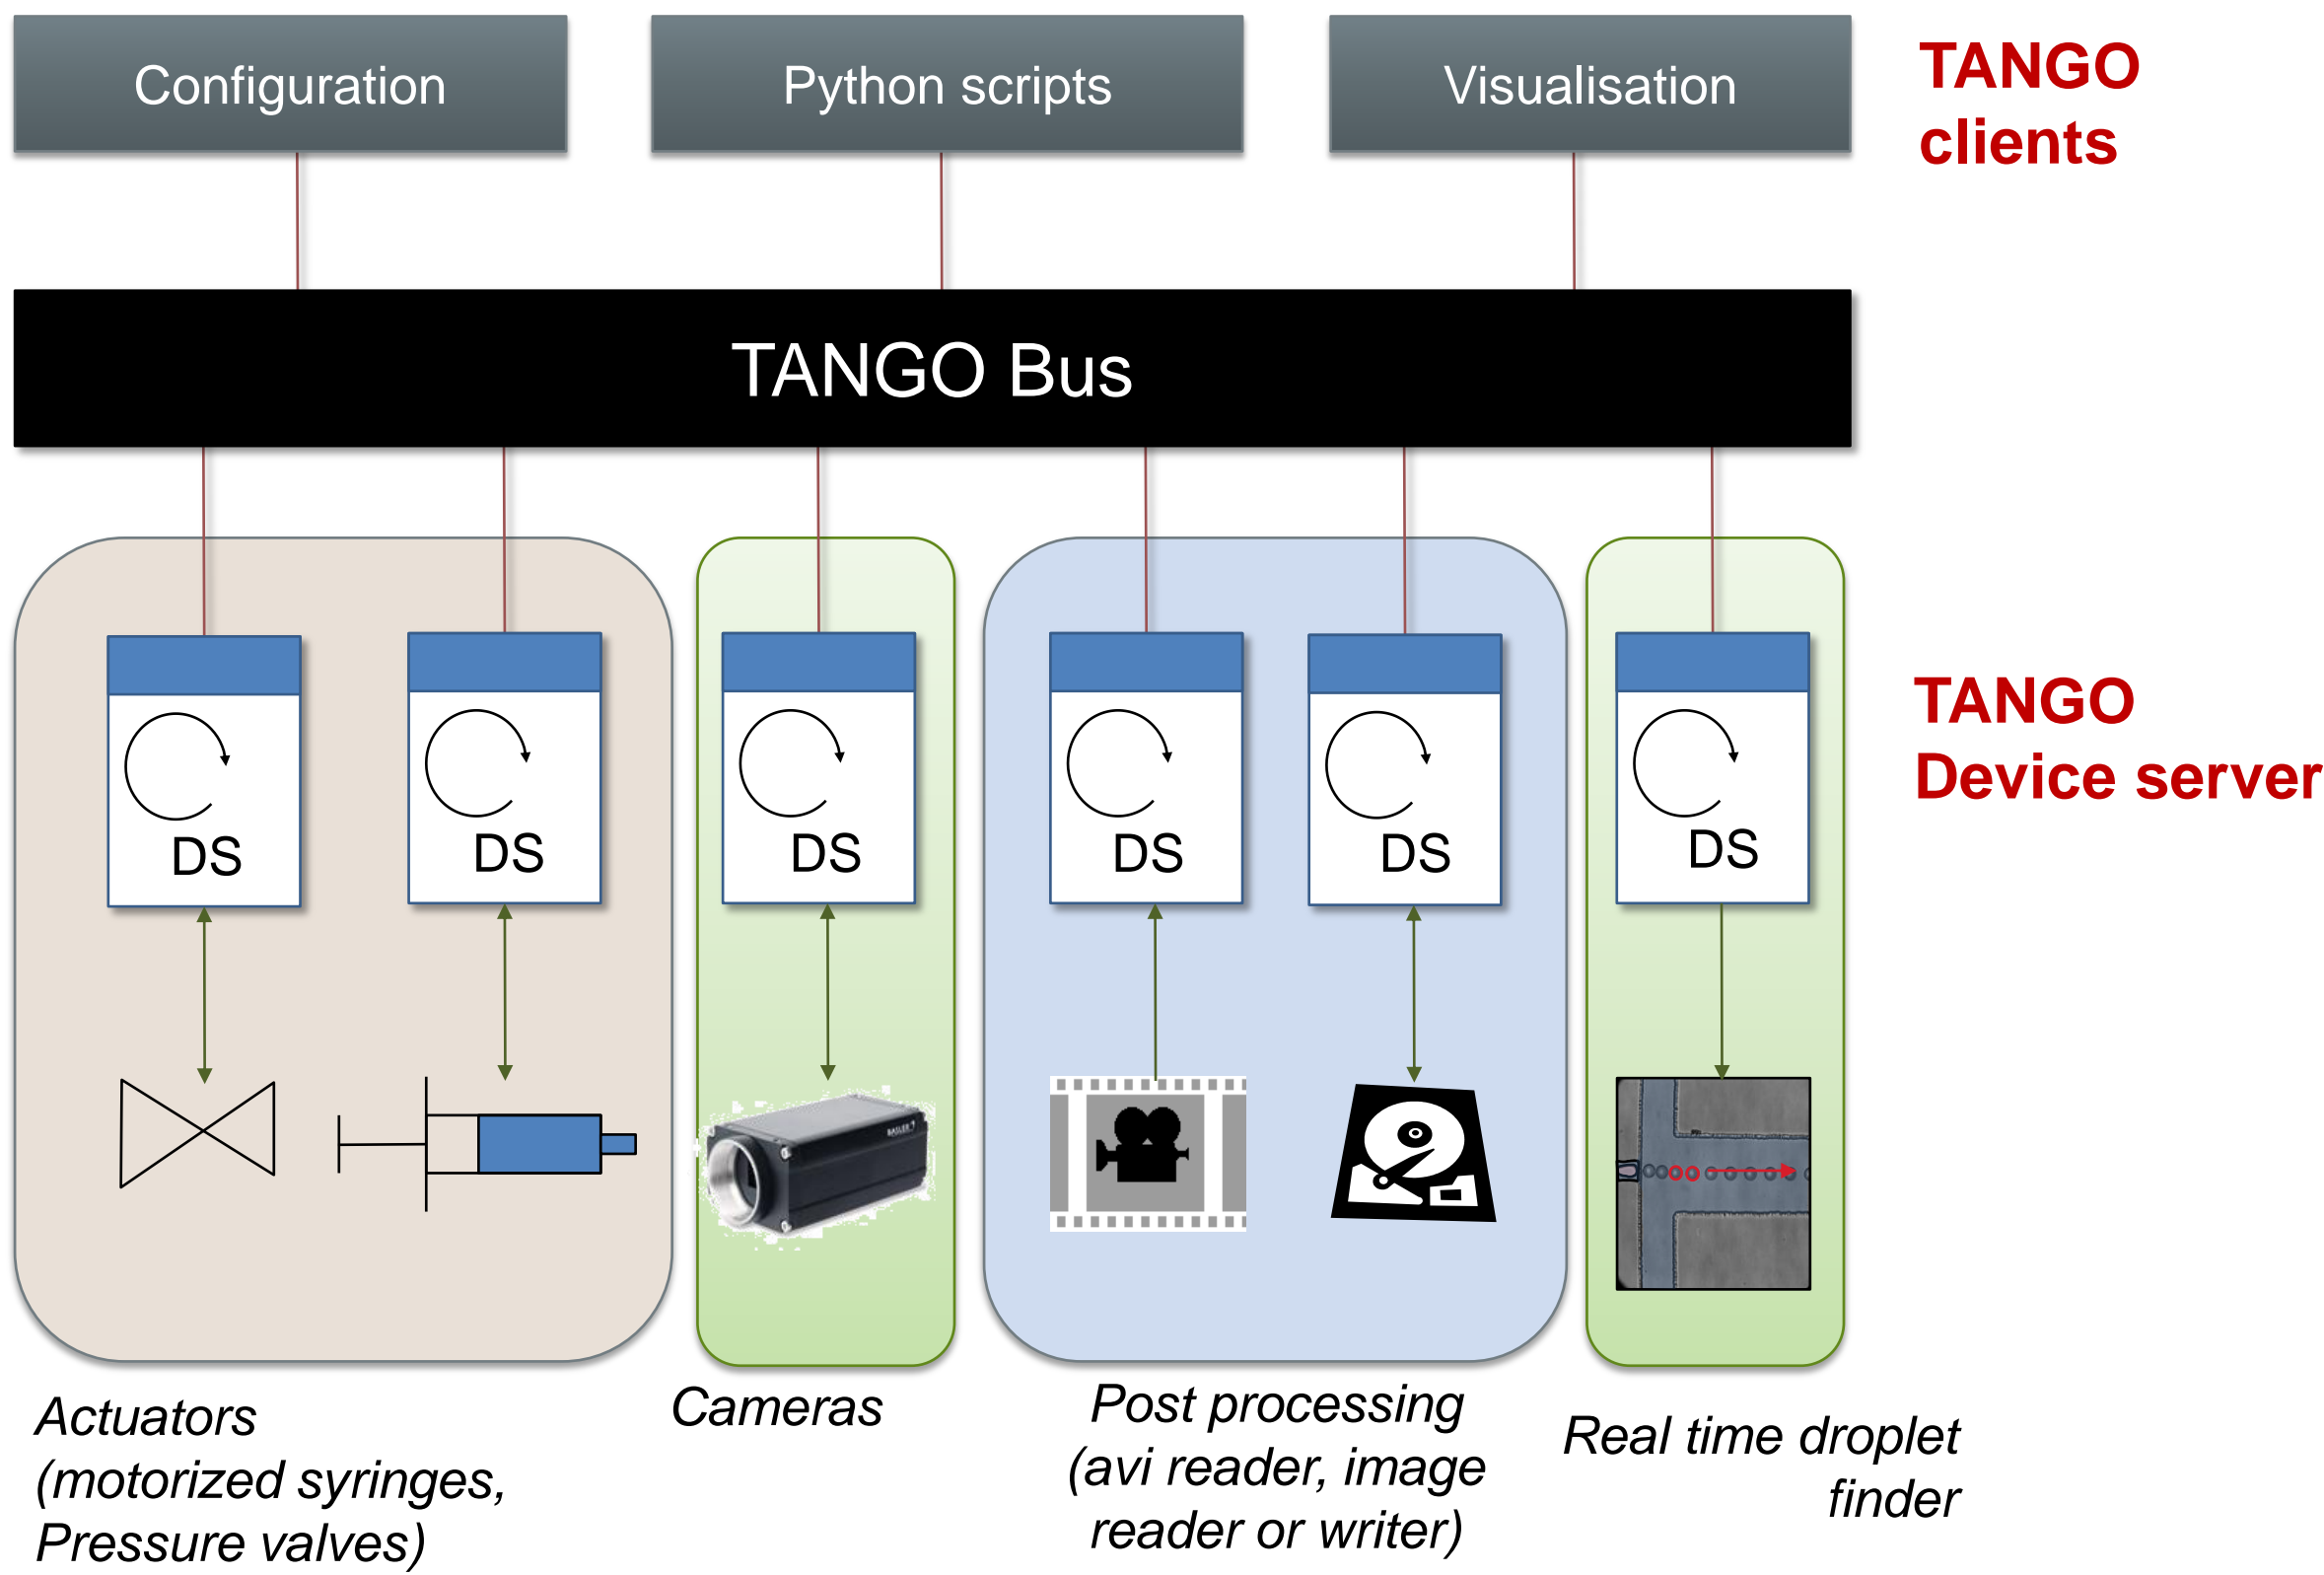 Configuration
Python scripts
Visualisation
TANGO
clients
TANGO Bus
DS
DS
DS
DS
DS
DS
TANGO
Device server
BASLER
Actuators
(motorized syringes,
Pressure valves)
Cameras
Post processing
(avi reader, image
reader or writer)
Real time droplet
finder